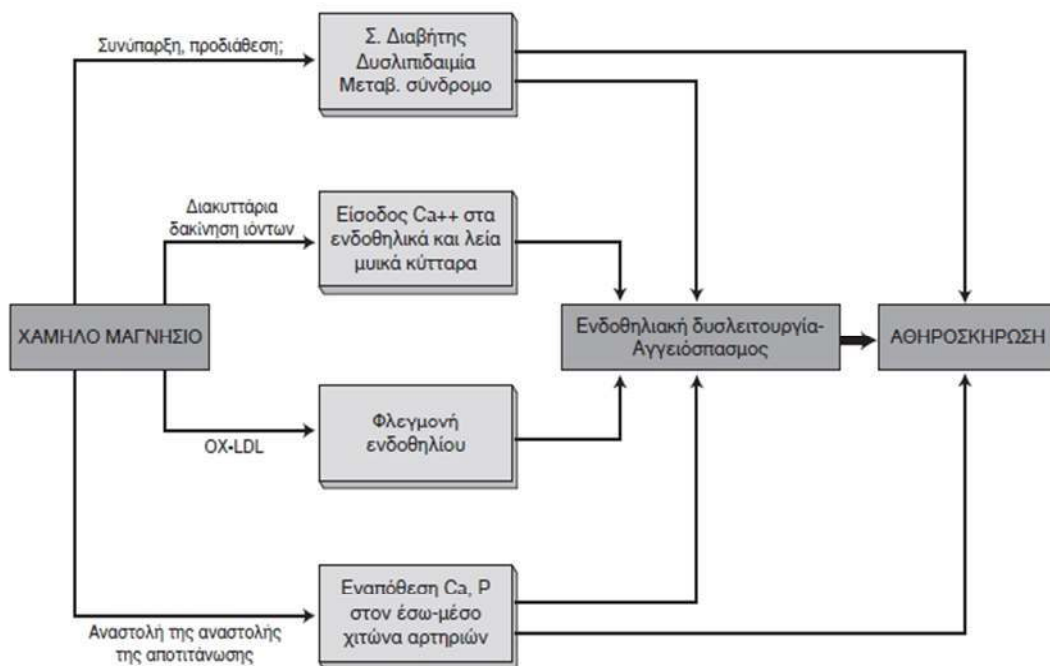 Συνύπαρξη, προδιάθεση;
Σ. Διαβήτης
Δυσλιπιδαιμία
Μεταβ. σύνδρομο
Διακυττάρια
δακίνηση ιόντων
Είσοδος Ca++ στα
ενδοθηλικά και λεία
μυικά κύτταρα
ΧΑΜΗΛΟ ΜΑΓΝΗΣΙΟ
Ενδοθηλιακή δυσλειτουργία-
Αγγειόσπασμος
ΑΘΗΡΟΣΚΗΡΩΣΗ
OX-LDL
Φλεγμονή
ενδοθηλίου
Εναπόθεση Ca, P
στον έσω-μέσο
χιτώνα αρτηριών
Αναστολή της αναστολής
της αποτιτάνωσης